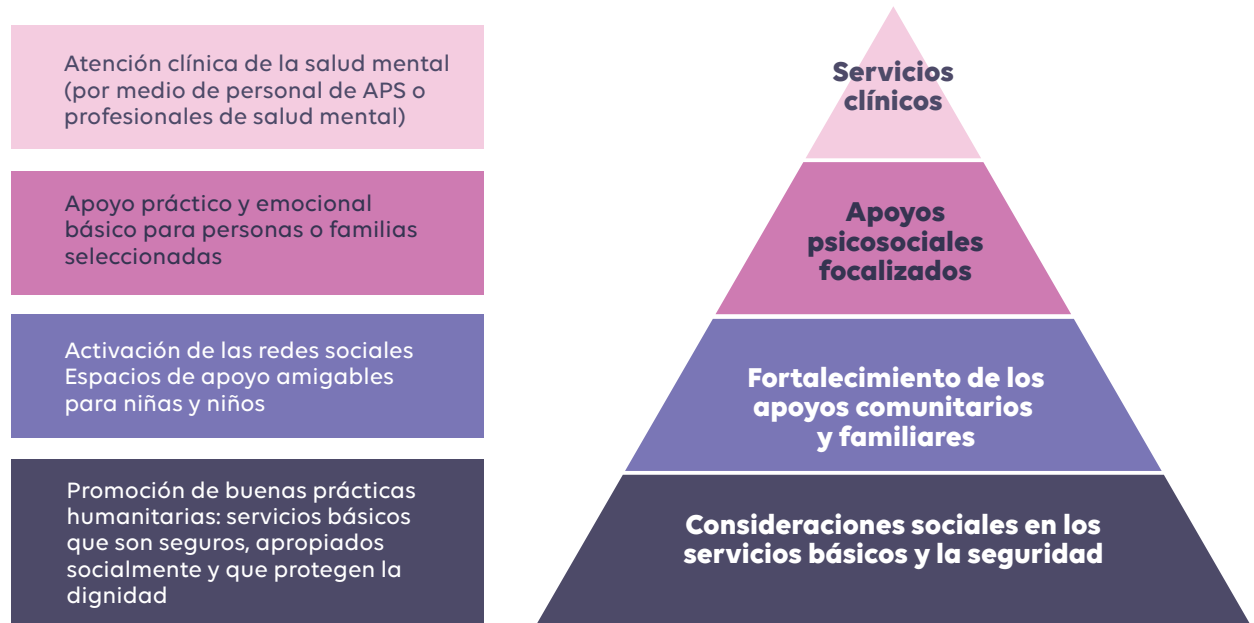 Atención clínica de la salud mental
(por medio de personal de APS o
profesionales de salud mental)
Servicios
clínicos
Apoyo práctico y emocional
básico para personas o familias
seleccionadas
Apoyos
psicosociales
focalizados
Activación de las redes sociales
Espacios de apoyo amigables
para niñas y niños
Fortalecimiento de los
apoyos comunitarios
y familiares
Promoción de buenas prácticas
humanitarias: servicios básicos
que son seguros, apropiados
socialmente y que protegen la
dignidad
Consideraciones sociales en los
servicios básicos y la seguridad